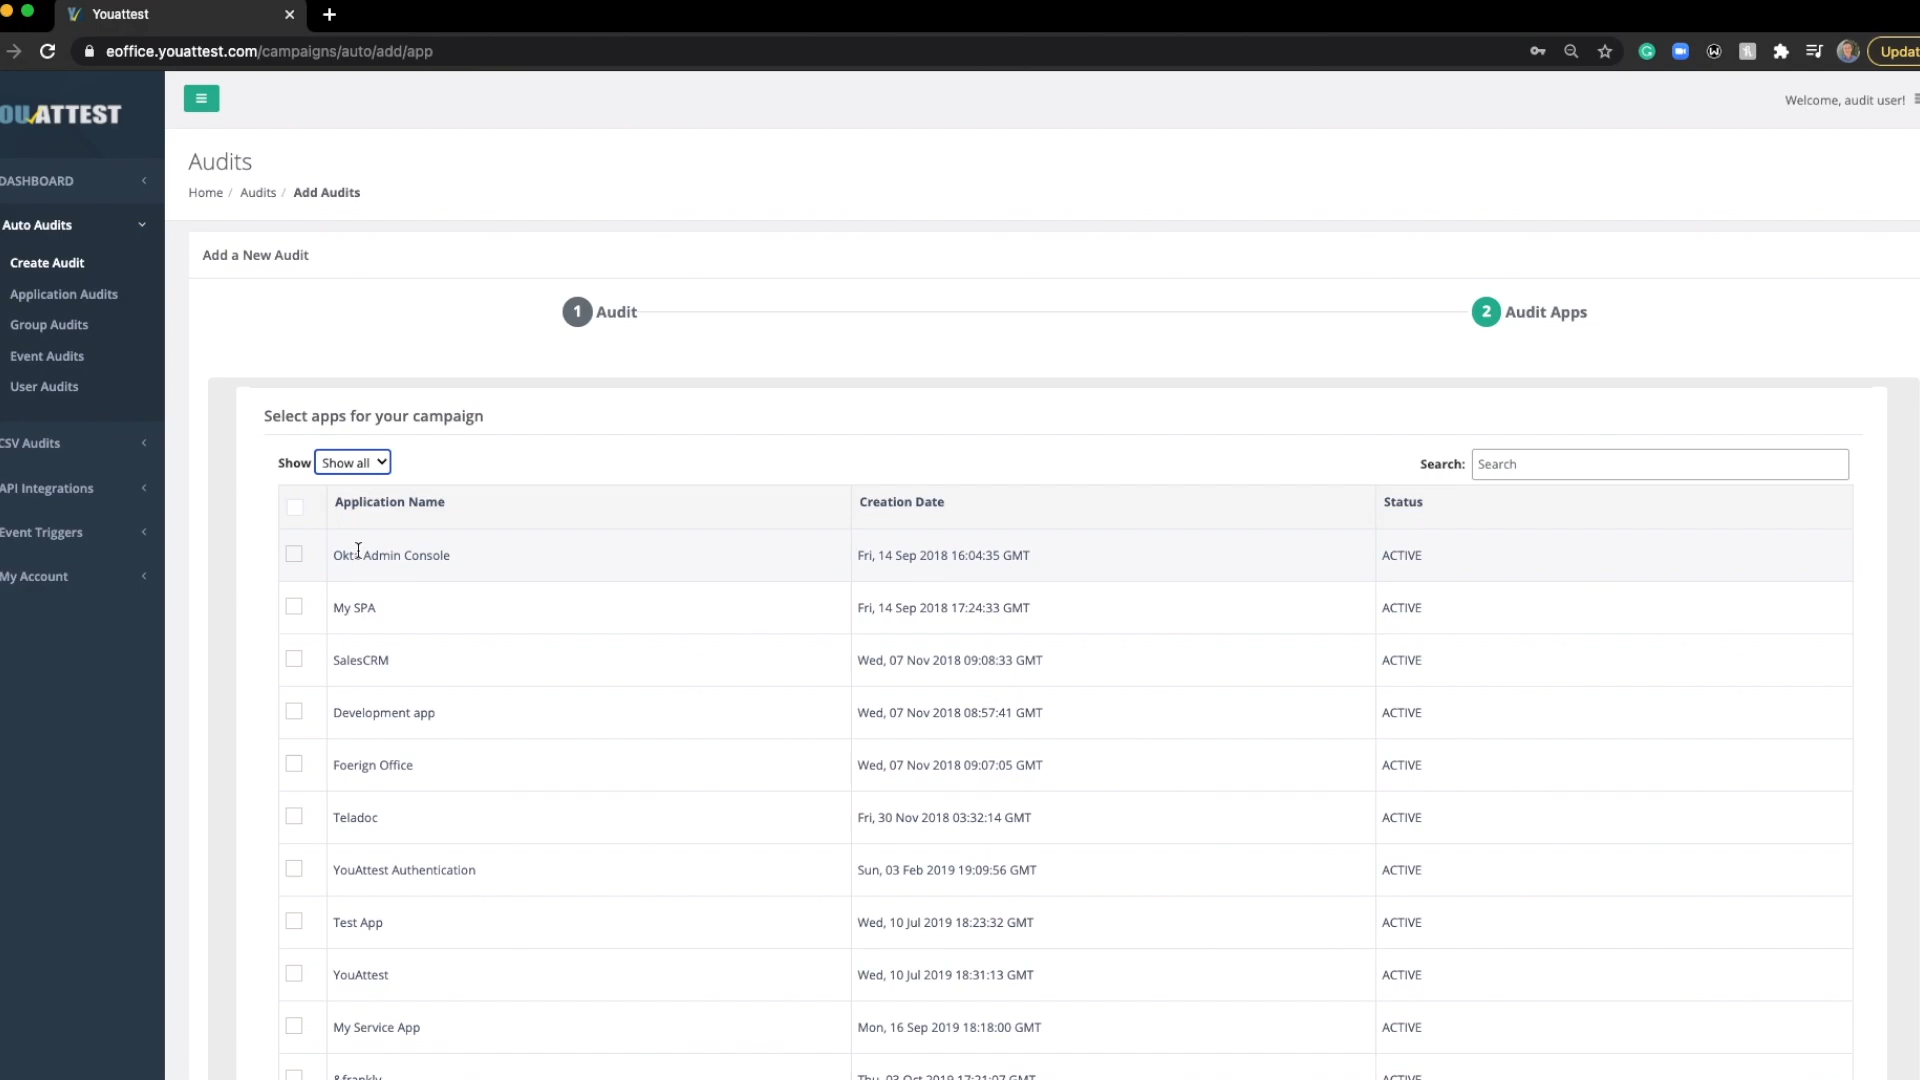 Youattest
eoffice.youattest.com/campaigns/auto/add/app
Updat
OUATTEST
Welcome, audit user!
Audits
Home / Audits / Add Audits
DASHBOARD
Auto Audits
Create Audit
Application Audits
Group Audits
Event Audits
User Audits
CSV Audits
API Integrations
Event Triggers
My Account
Add a New Audit
1 Audit
2 Audit Apps
Select apps for your campaign
Show Show all
Search: Search
Application Name Creation Date Status
Okta Admin Console Fri, 14 Sep 2018 16:04:35 GMT ACTIVE
My SPA Fri, 14 Sep 2018 17:24:33 GMT ACTIVE
SalesCRM Wed, 07 Nov 2018 09:08:33 GMT ACTIVE
Development app Wed, 07 Nov 2018 08:57:41 GMT ACTIVE
Foerign Office Wed, 07 Nov 2018 09:07:05 GMT ACTIVE
Teladoc Fri, 30 Nov 2018 03:32:14 GMT ACTIVE
YouAttest Authentication Sun, 03 Feb 2019 19:09:56 GMT ACTIVE
Test App Wed, 10 Jul 2019 18:23:32 GMT ACTIVE
YouAttest Wed, 10 Jul 2019 18:31:13 GMT ACTIVE
My Service App Mon, 16 Sep 2019 18:18:00 GMT ACTIVE
&frankly Thu, 03 Oct 2019 17:21:07 GMT ACTIVE